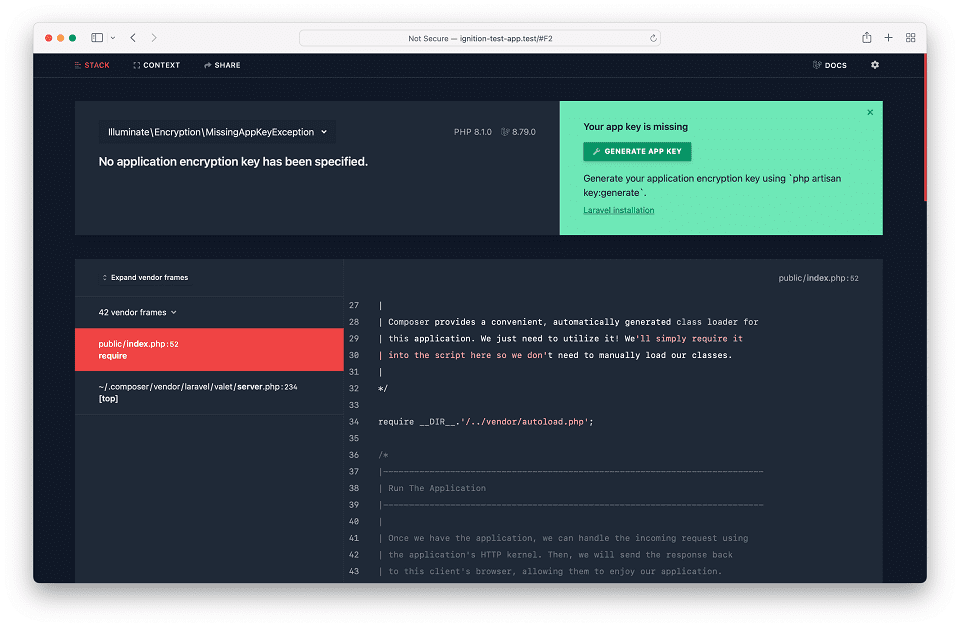 Not Secure — ignition-test-app.test/#F2
STACK
CONTEXT
SHARE
DOCS
Illuminate\Encryption\MissingAppKeyException
PHP 8.1.0
8.79.0
No application encryption key has been specified.
Your app key is missing
GENERATE APP KEY
Generate your application encryption key using `php artisan
key:generate`.
Laravel installation
Expand vendor frames
42 vendor frames
public/index.php:52
require
~/.composer/vendor/laravel/valet/server.php:234
[top]
public/index.php:52
27 |
28 | Composer provides a convenient, automatically generated class loader for
29 | this application. We just need to utilize it! We'll simply require it
30 | into the script here so we don't need to manually load our classes.
31 |
32 */
33
34 require __DIR__.'/../vendor/autoload.php';
35
36 /*
37 |--------------------------------------------------------------------------
38 | Run The Application
39 |--------------------------------------------------------------------------
40 |
41 | Once we have the application, we can handle the incoming request using
42 | the application's HTTP kernel. Then, we will send the response back
43 | to this client's browser, allowing them to enjoy our application.